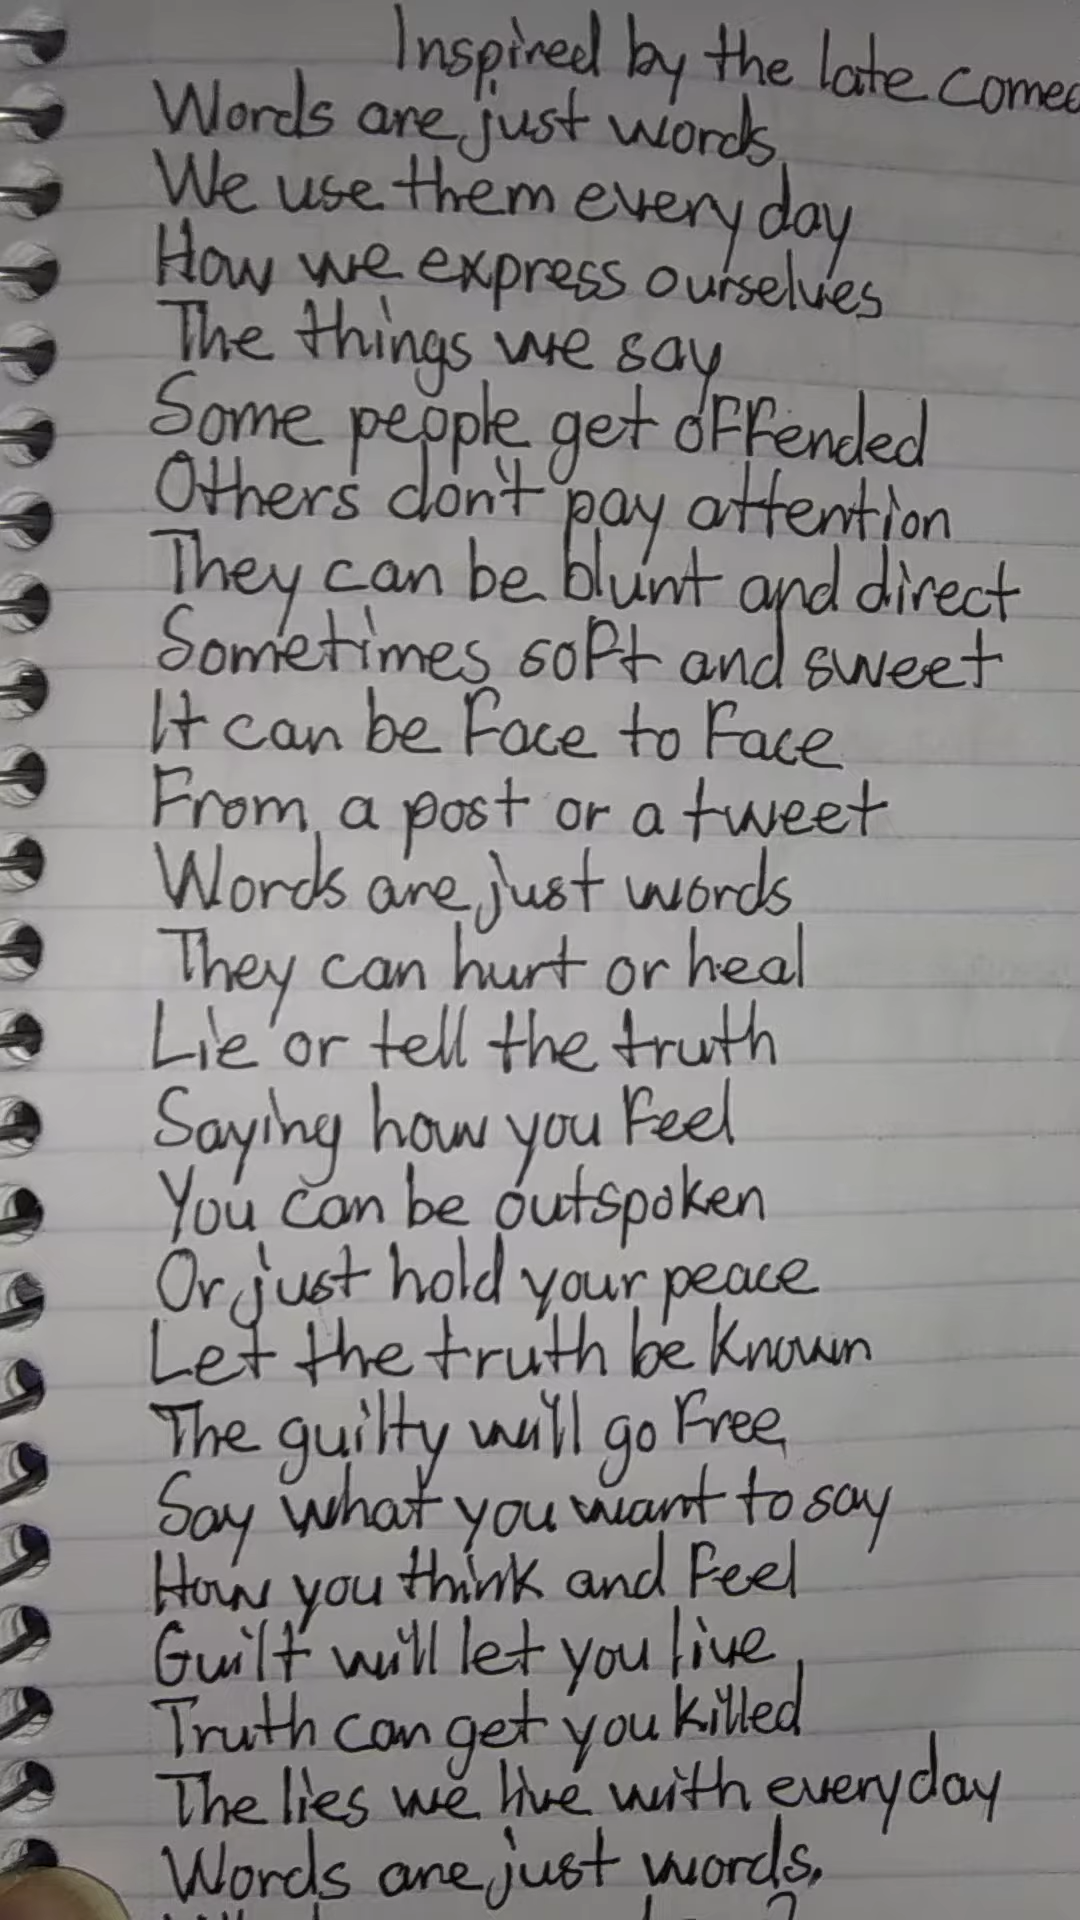 Inspired by the late
Words are just words
We use them every day
How we express ourselves
The things we say
Some people get offended
Others don't pay attention
They can be blunt and direct
Sometimes soft and sweet
It can be face to face
From a post or a tweet
Words are just words
They can hurt or heal
Lie or tell the truth
Saying how you feel
You can be outspoken
Or just hold your peace
Let the truth be known
The guilty will go free
Say what you want to say
How you think and feel
Guilt will let you live
Truth can get you killed
The lies we live with everyday
Words are just words.